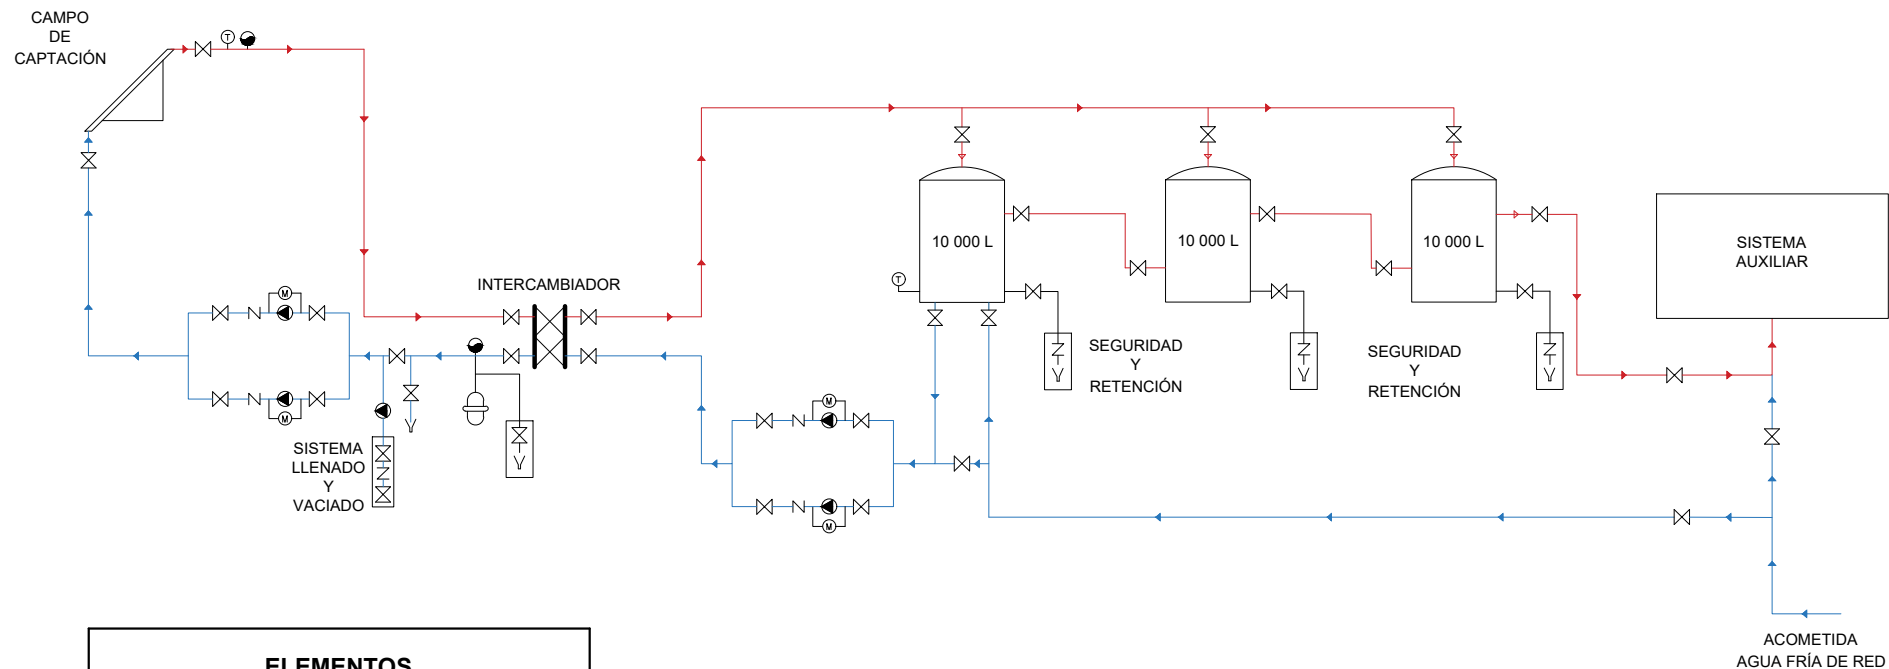 CAMPO
DE
CAPTACIÓN
T
INTERCAMBIADOR
10 000 L
10 000 L
10 000 L
SISTEMA
AUXILIAR
T
M
M
SEGURIDAD
Y
RETENCIÓN
SEGURIDAD
Y
RETENCIÓN
M
M
SISTEMA
LLENADO
Y
VACIADO
ELEMENTOS
ACOMETIDA
AGUA FRÍA DE RED